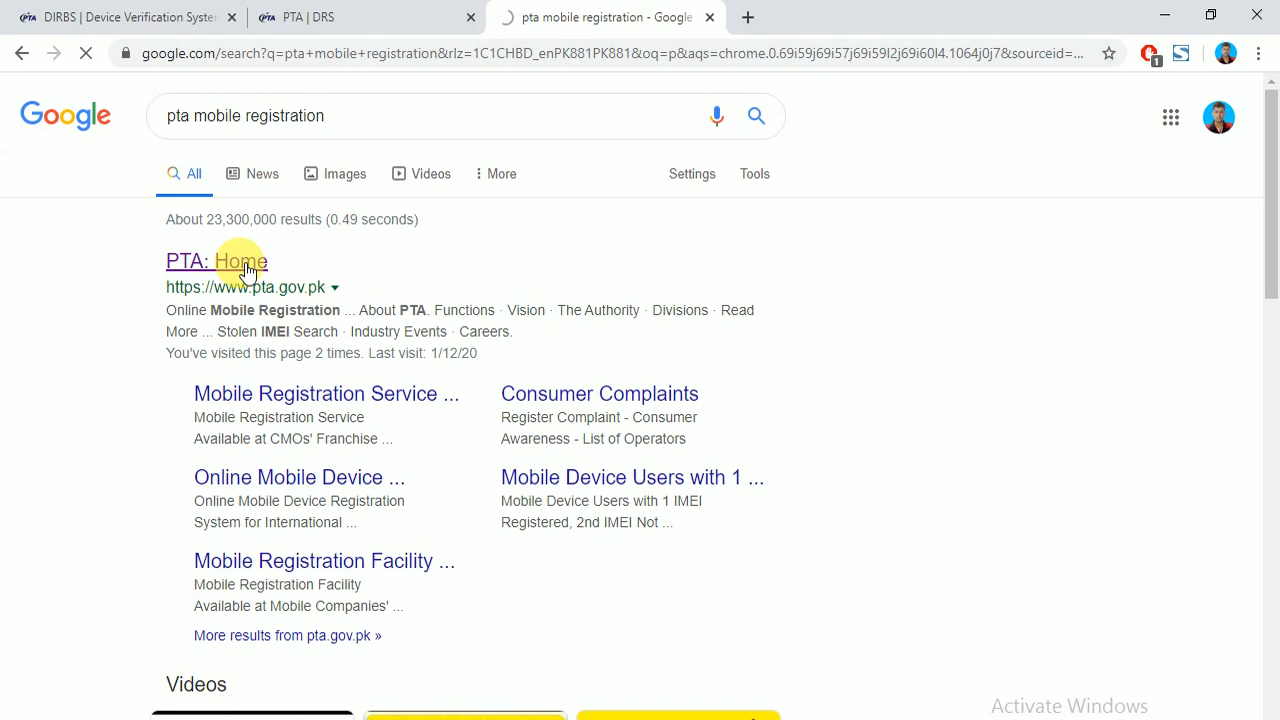 PTA DIRBS | Device Verification Syster
PTA PTA | DRS
pta mobile registration - Google
google.com/search?q=pta+mobile+registration&rlz=1C1CHBD_enPK881PK881&oq=p&aqs=chrome.0.69i59j69i57j69i59l2j69i60l4.1064j0j7&sourceid=...
1
Google
pta mobile registration
All
News
Images
Videos
More
Settings
Tools
About 23,300,000 results (0.49 seconds)
PTA: Home
https://www.pta.gov.pk
Online Mobile Registration ... About PTA. Functions · Vision · The Authority · Divisions · Read
More ... Stolen IMEI Search · Industry Events · Careers.
You've visited this page 2 times. Last visit: 1/12/20
Mobile Registration Service ...
Mobile Registration Service
Available at CMOs' Franchise ...
Consumer Complaints
Register Complaint - Consumer
Awareness - List of Operators
Online Mobile Device ...
Online Mobile Device Registration
System for International ...
Mobile Device Users with 1 ...
Mobile Device Users with 1 IMEI
Registered, 2nd IMEI Not ...
Mobile Registration Facility ...
Mobile Registration Facility
Available at Mobile Companies' ...
More results from pta.gov.pk »
Videos
Activate Windows